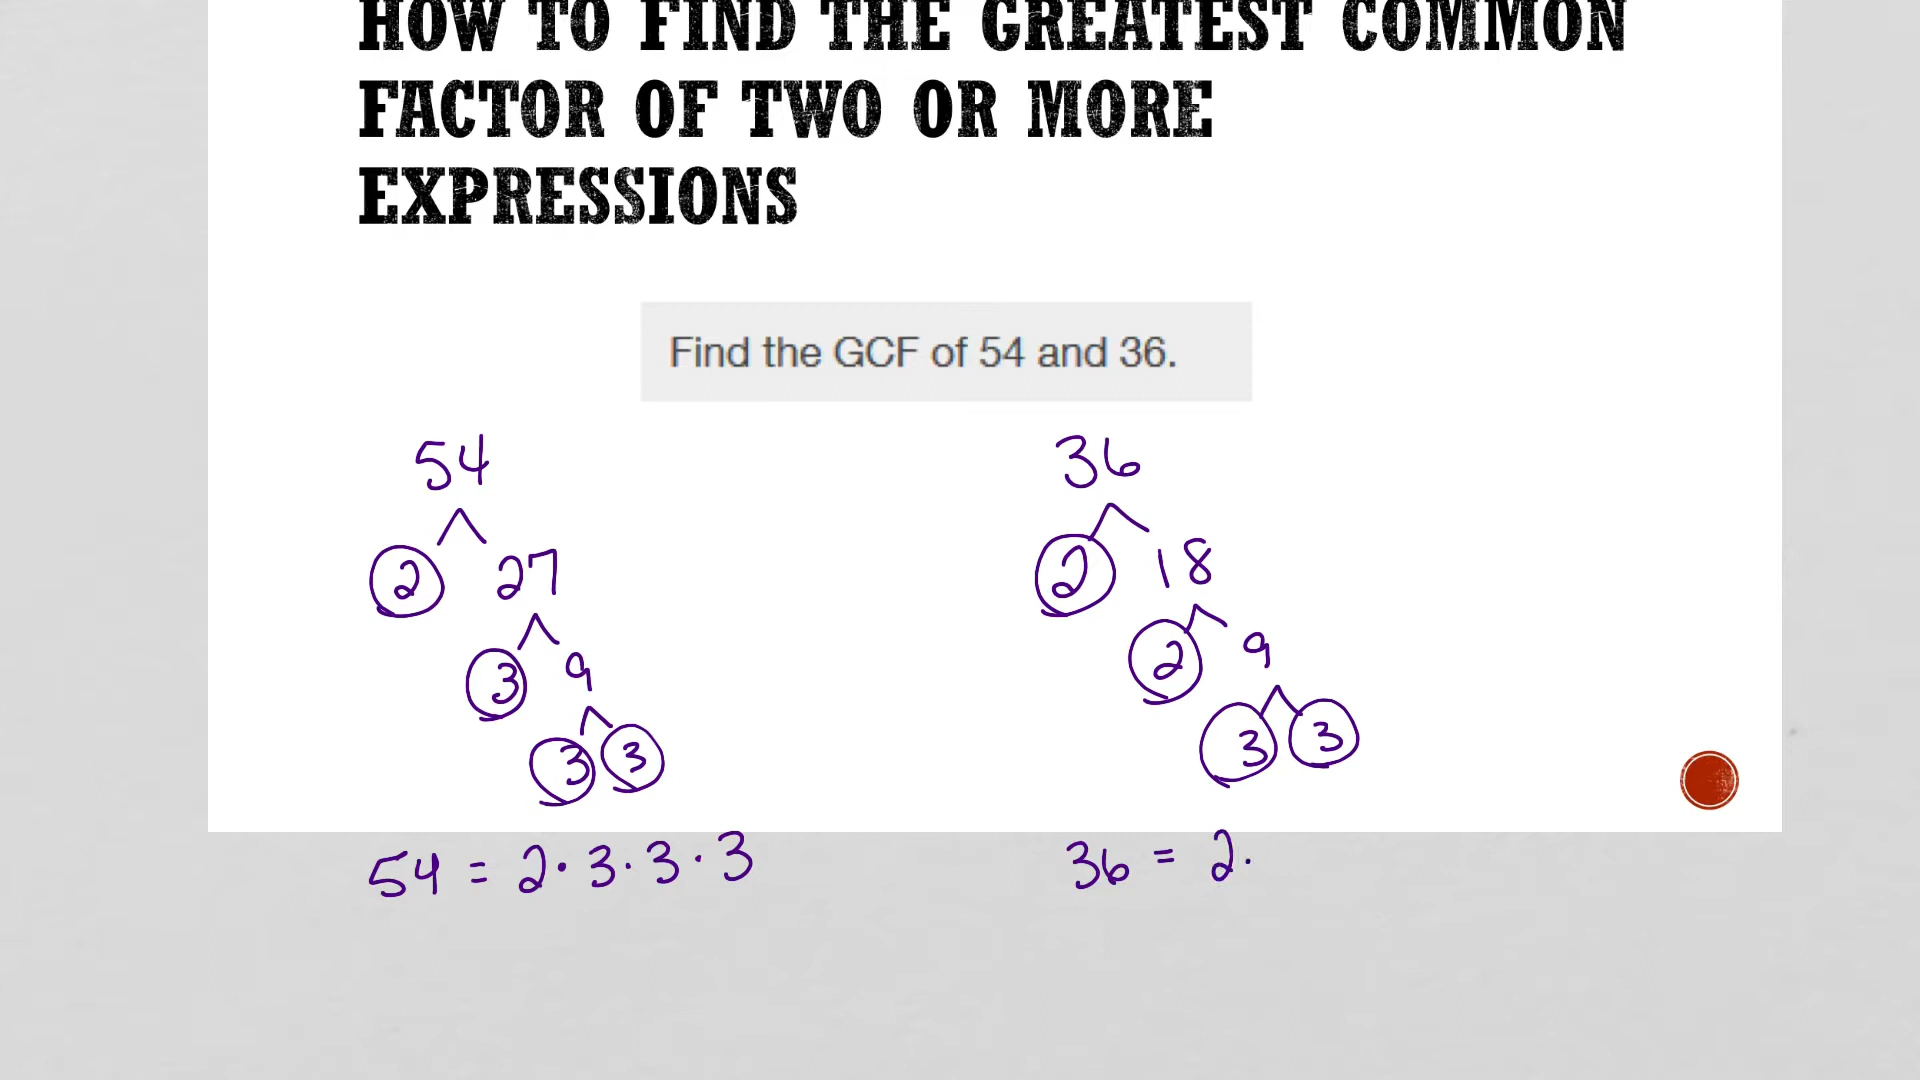 HOW TO FIND THE GREATEST COMMON
FACTOR OF TWO OR MORE
EXPRESSIONS
Find the GCF of 54 and 36.
54
36
2 27
2 18
3 9
2 9
3 3
3 3
54 = 2 · 3 · 3 · 3
36 = 2 ·